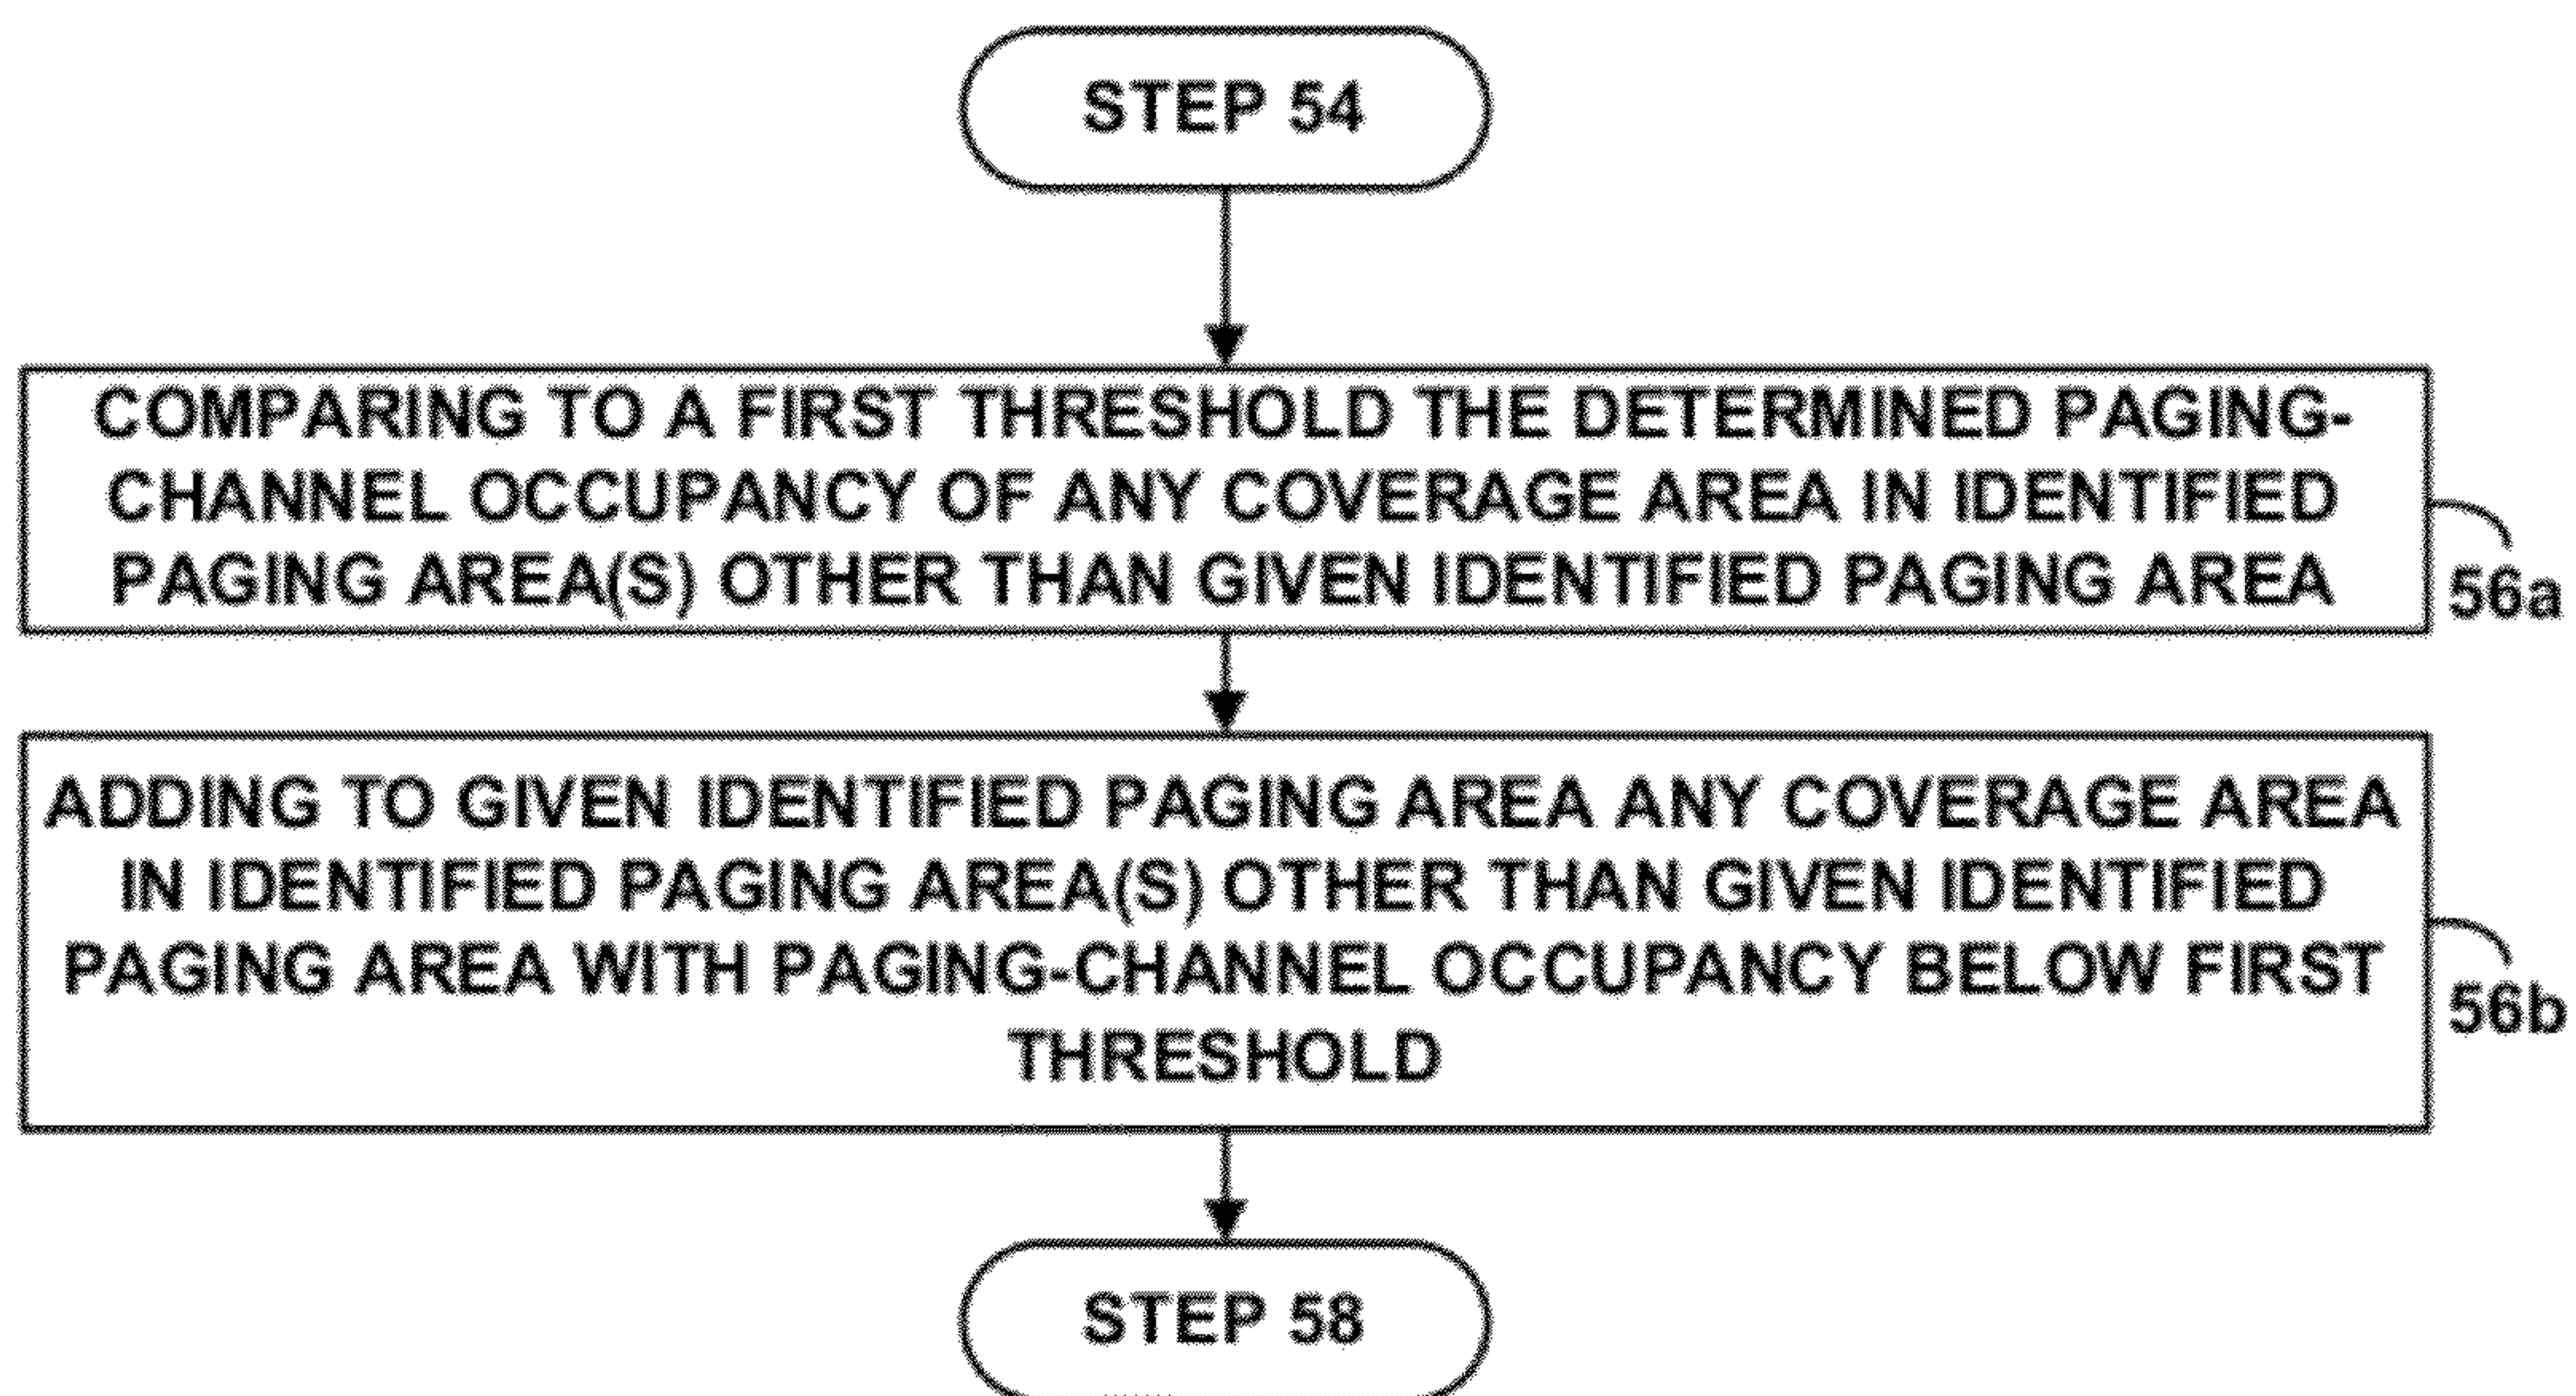 STEP 54
COMPARING TO A FIRST THRESHOLD THE DETERMINED PAGING-
CHANNEL OCCUPANCY OF ANY COVERAGE AREA IN IDENTIFIED
PAGING AREA(S) OTHER THAN GIVEN IDENTIFIED PAGING AREA
56a
ADDING TO GIVEN IDENTIFIED PAGING AREA ANY COVERAGE AREA
IN IDENTIFIED PAGING AREA(S) OTHER THAN GIVEN IDENTIFIED
PAGING AREA WITH PAGING-CHANNEL OCCUPANCY BELOW FIRST
THRESHOLD
56b
STEP 58